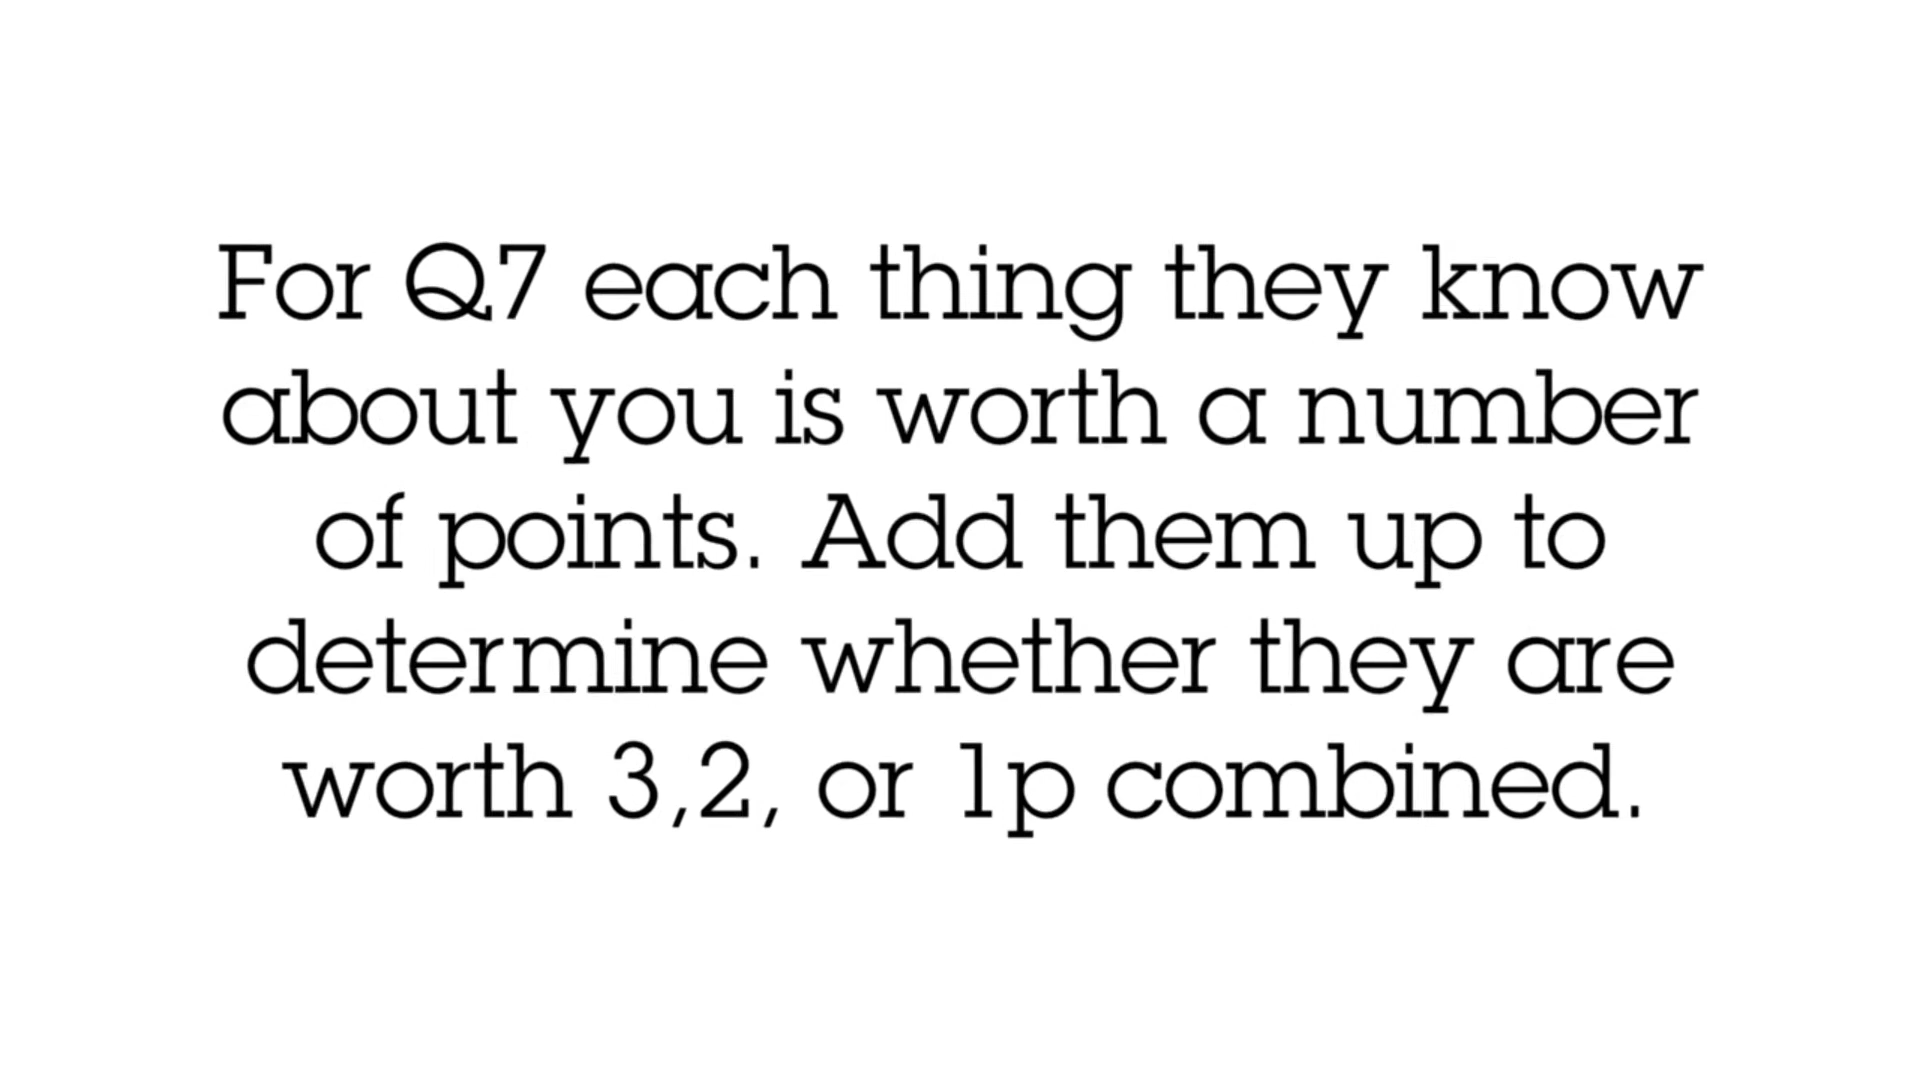 For Q7 each thing they know
about you is worth a number
of points. Add them up to
determine whether they are
worth 3,2, or 1p combined.